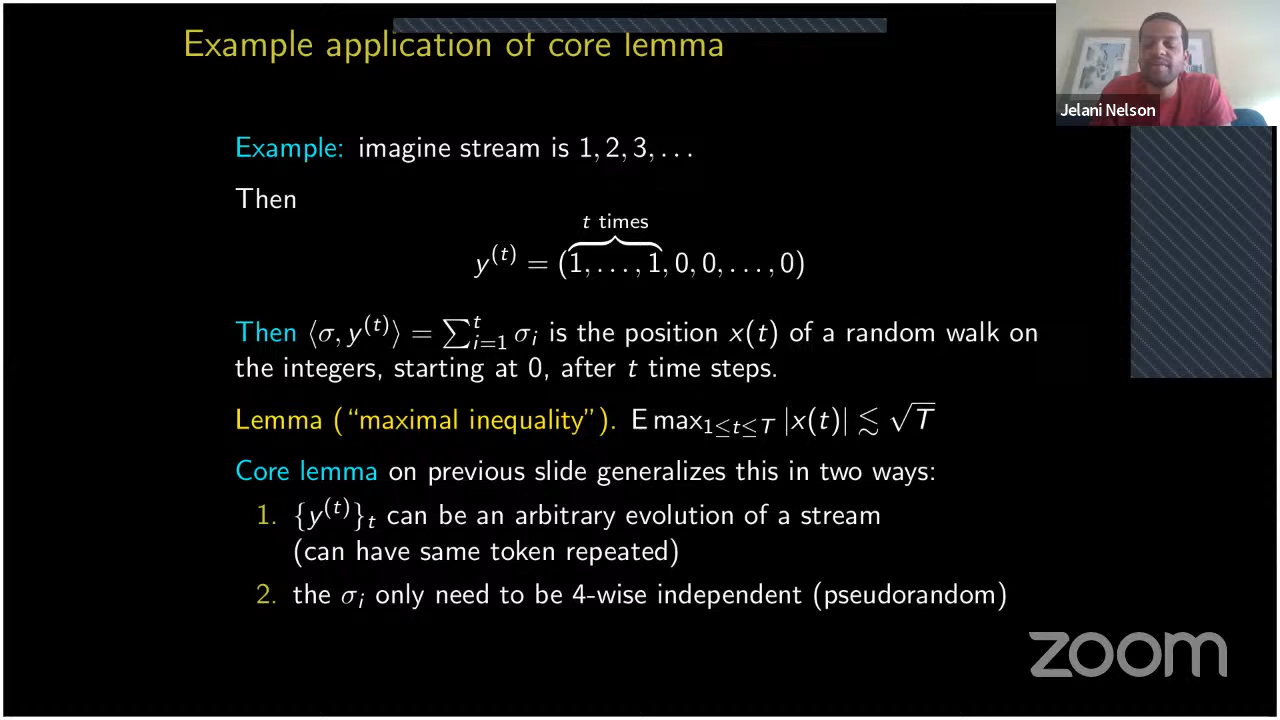 Example application of core lemma
Jelani Nelson
Example: imagine stream is 1, 2, 3, . . .
Then
t times
y^(t) = (1, . . . , 1, 0, 0, . . . , 0)
Then ⟨σ, y^(t)⟩ = ∑_{i=1}^t σ_i is the position x(t) of a random walk on
the integers, starting at 0, after t time steps.
Lemma (“maximal inequality”). E max_{1≤t≤T} |x(t)| ≲ √T
Core lemma on previous slide generalizes this in two ways:
1. {y^(t)}_t can be an arbitrary evolution of a stream
(can have same token repeated)
2. the σ_i only need to be 4-wise independent (pseudorandom)
zoom